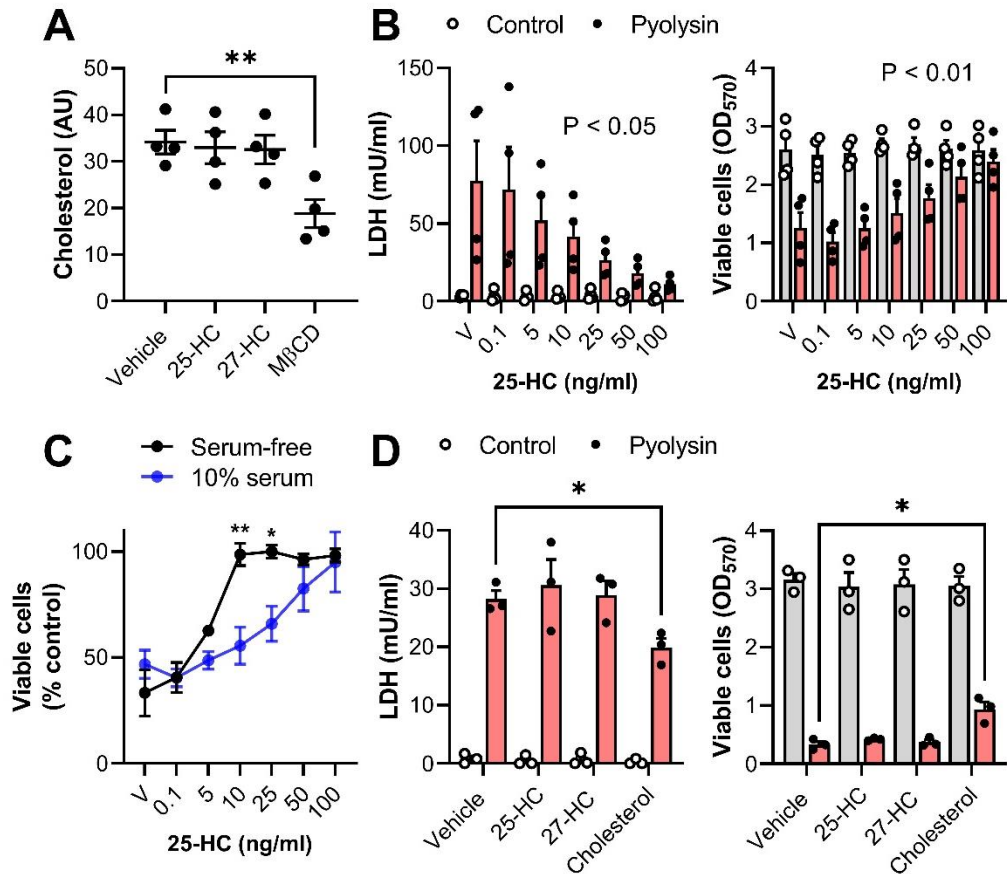 A
**
Cholesterol (AU)
50
40
30
20
10
0
Vehicle
25-HC
27-HC
MβCD
B
Control
Pyolysin
LDH (mU/ml)
150
100
50
0
P < 0.05
V
0.1
5
10
25
50
100
25-HC (ng/ml)
Viable cells (OD570)
4
3
2
1
0
P < 0.01
V
0.1
5
10
25
50
100
25-HC (ng/ml)
C
Serum-free
10% serum
Viable cells
(% control)
100
50
0
**
*
V
0.1
5
10
25
50
100
25-HC (ng/ml)
D
Control
Pyolysin
LDH (mU/ml)
40
30
20
10
0
*
Vehicle
25-HC
27-HC
Cholesterol
Viable cells (OD570)
4
3
2
1
0
*
Vehicle
25-HC
27-HC
Cholesterol